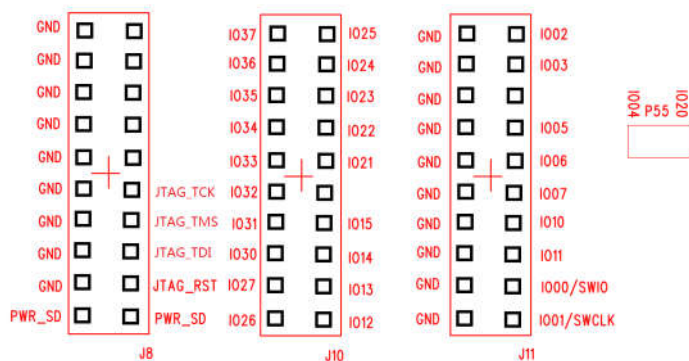 GND
GND
GND
GND
GND
GND JTAG_TCK
GND JTAG_TMS
GND JTAG_TDI
GND JTAG_RST
PWR_SD PWR_SD
J8
IO37 IO25
IO36 IO24
IO35 IO23
IO34 IO22
IO33 IO21
IO32
IO31 IO15
IO30 IO14
IO27 IO13
IO26 IO12
J10
GND IO02
GND IO03
GND
GND IO05
GND IO06
GND IO07
GND IO10
GND IO11
GND IO00/SWIO
GND IO01/SWCLK
J11
IO04 P55 IO20